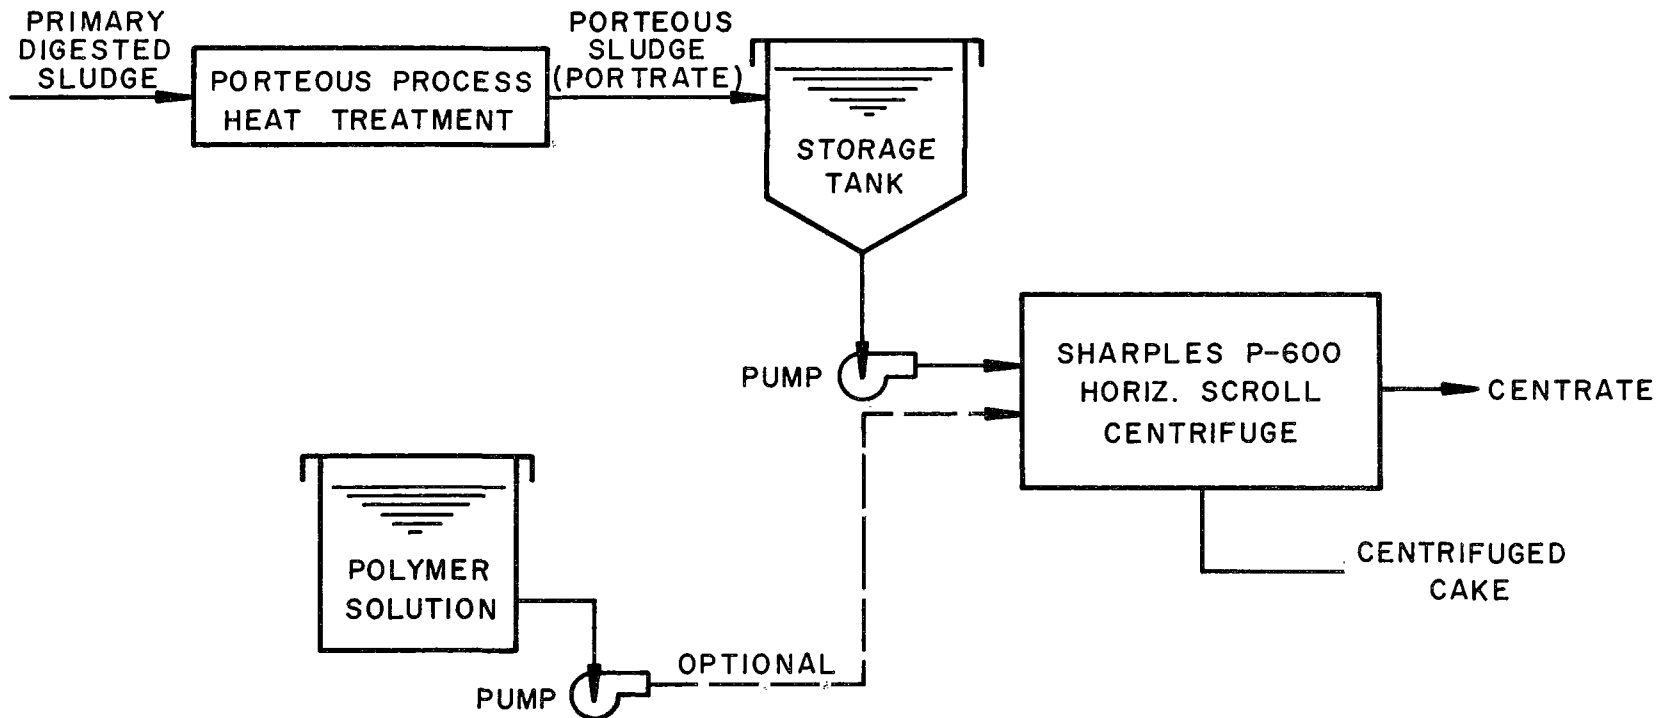 PRIMARY
DIGESTED
SLUDGE
PORTEOUS PROCESS
HEAT TREATMENT
PORTEOUS
SLUDGE
(PORTRATE)
STORAGE
TANK
PUMP
SHARPLES P-600
HORIZ. SCROLL
CENTRIFUGE
CENTRATE
CENTRIFUGED
CAKE
POLYMER
SOLUTION
PUMP
OPTIONAL